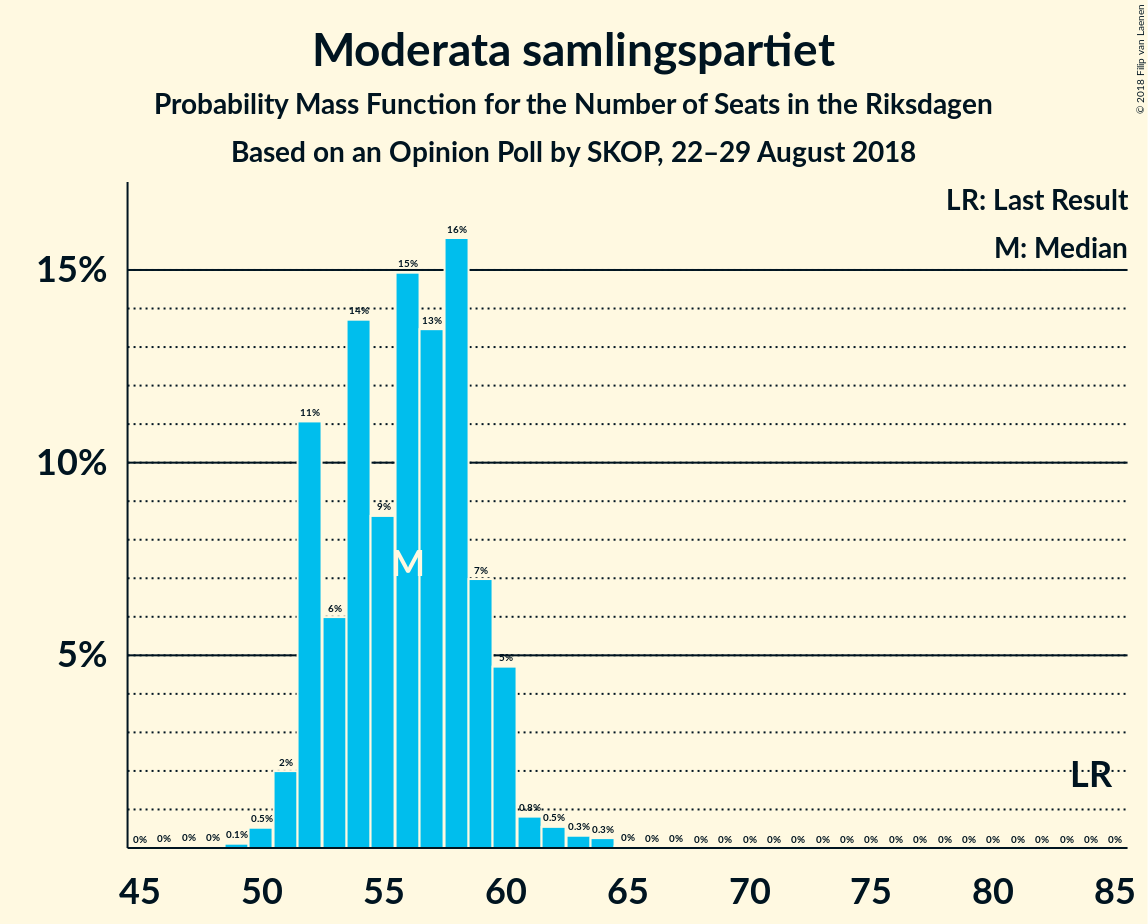 Moderata samlingspartiet
Probability Mass Function for the Number of Seats in the Riksdagen
Based on an Opinion Poll by SKOP, 22–29 August 2018
© 2018 Filip van Laenen
LR: Last Result
M: Median
15%
10%
5%
0% 0% 0% 0% 0.1% 0.5% 2% 11% 6% 14% 9% 15% 13% 16% 7% 5% 0.8% 0.5% 0.3% 0.3% 0% 0% 0% 0% 0% 0% 0% 0% 0% 0% 0% 0% 0% 0% 0% 0% 0% 0% 0% 0% 0%
M
LR
45 50 55 60 65 70 75 80 85